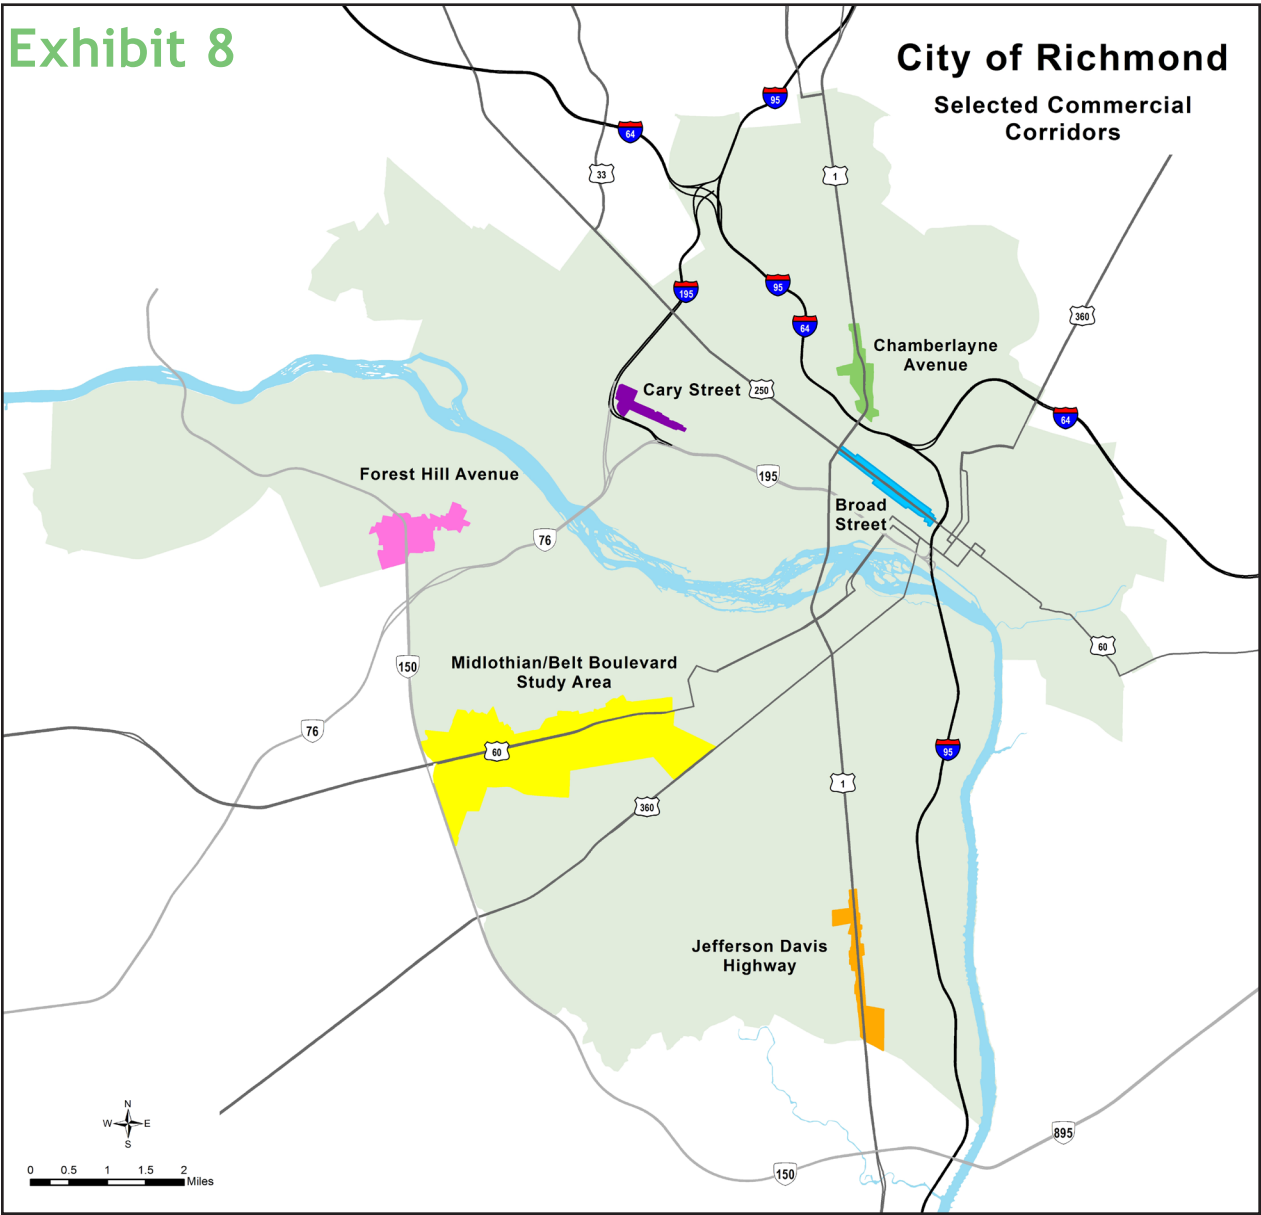 Exhibit 8
City of Richmond
Selected Commercial
Corridors
95
64
33
1
195
95
360
64
Chamberlayne
Avenue
Cary Street
250
64
Forest Hill Avenue
195
Broad
Street
76
60
150
Midlothian/Belt Boulevard
Study Area
76
60
95
1
360
Jefferson Davis
Highway
N
W
E
S
895
0 0.5 1 1.5 2
Miles
150